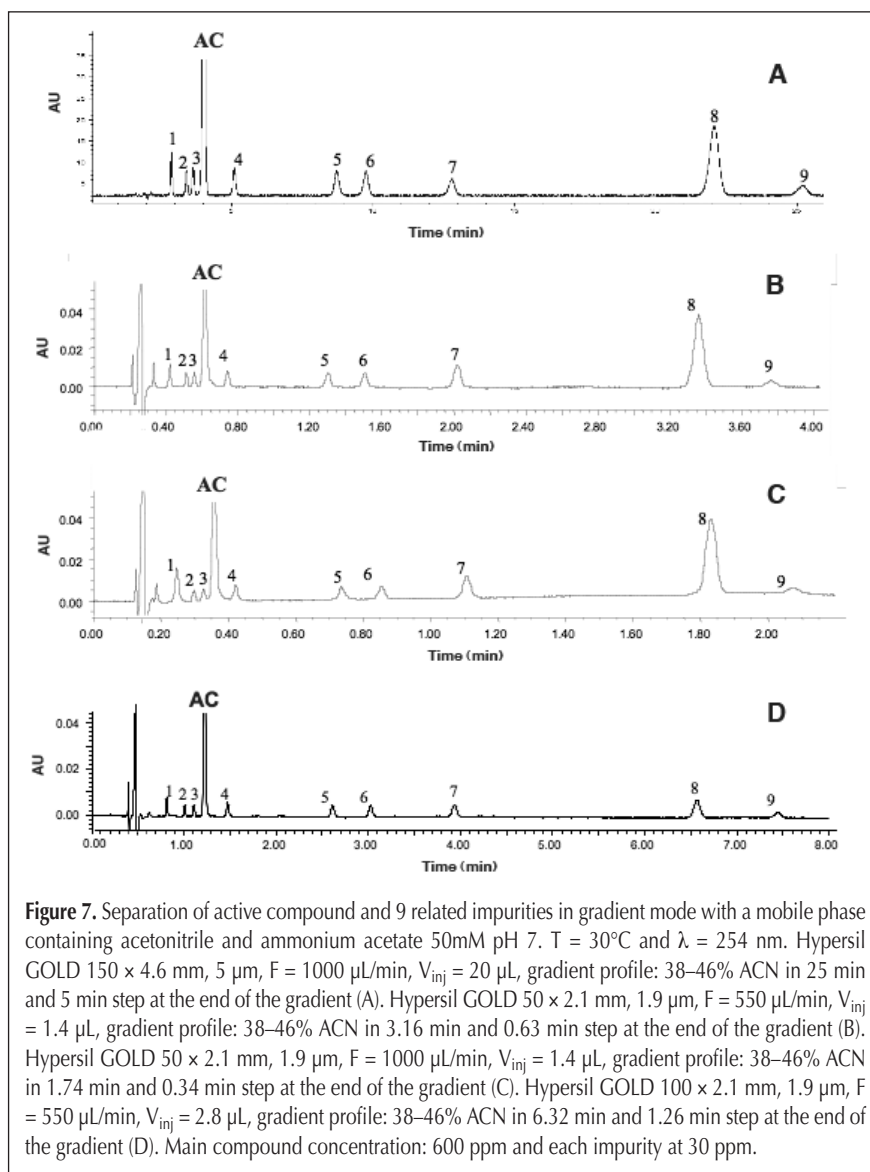 AC
A
AU
1
2
3
4
5
6
7
8
9
Time (min)
AC
B
AU
0.04
0.02
0.00
1
2 3
4
5
6
7
8
9
0.00 0.40 0.80 1.20 1.60 2.00 2.40 2.80 3.20 3.60 4.00
Time (min)
AC
C
AU
0.04
0.02
0.00
1
2 3
4
5
6
7
8
9
0.00 0.20 0.40 0.60 0.80 1.00 1.20 1.40 1.60 1.80 2.00
Time (min)
AC
D
AU
0.04
0.02
0.00
1
2 3
4
5
6
7
8
9
0.00 1.00 2.00 3.00 4.00 5.00 6.00 7.00 8.00
Time (min)
Figure 7. Separation of active compound and 9 related impurities in gradient mode with a mobile phase
containing acetonitrile and ammonium acetate 50mM pH 7. T = 30°C and λ = 254 nm. Hypersil
GOLD 150 × 4.6 mm, 5 µm, F = 1000 µL/min, Vinj = 20 µL, gradient profile: 38–46% ACN in 25 min
and 5 min step at the end of the gradient (A). Hypersil GOLD 50 × 2.1 mm, 1.9 µm, F = 550 µL/min, Vinj
= 1.4 µL, gradient profile: 38–46% ACN in 3.16 min and 0.63 min step at the end of the gradient (B).
Hypersil GOLD 50 × 2.1 mm, 1.9 µm, F = 1000 µL/min, Vinj = 1.4 µL, gradient profile: 38–46% ACN
in 1.74 min and 0.34 min step at the end of the gradient (C). Hypersil GOLD 100 × 2.1 mm, 1.9 µm, F
= 550 µL/min, Vinj = 2.8 µL, gradient profile: 38–46% ACN in 6.32 min and 1.26 min step at the end of
the gradient (D). Main compound concentration: 600 ppm and each impurity at 30 ppm.